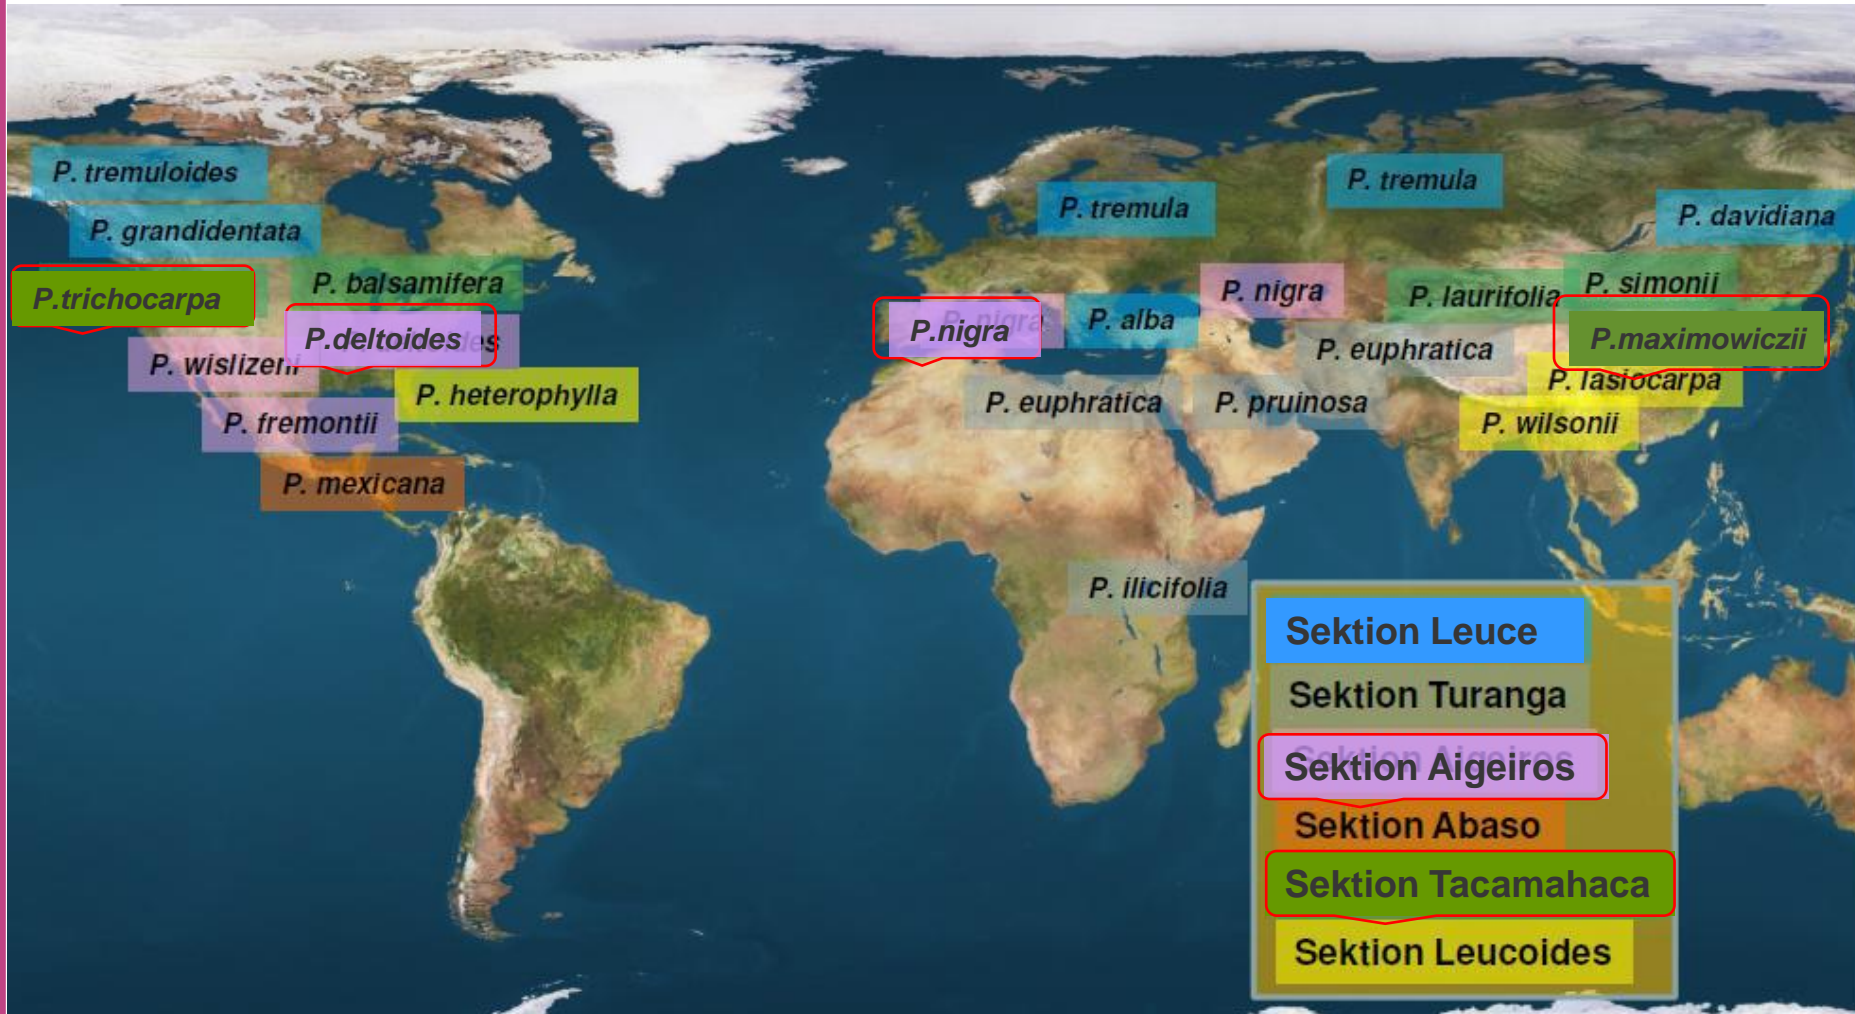 P. tremuloides
P. grandidentata
P.trichocarpa
P. balsamifera
P.deltoides
P. wislizeni
P. heterophylla
P. fremontii
P. mexicana
P. tremula
P. tremula
P. davidiana
P. nigra
P. laurifolia
P. simonii
P.nigra
P. alba
P. euphratica
P.maximowiczii
P. lasiocarpa
P. euphratica
P. pruinosa
P. wilsonii
P. ilicifolia
Sektion Leuce
Sektion Turanga
Sektion Aigeiros
Sektion Abaso
Sektion Tacamahaca
Sektion Leucoides